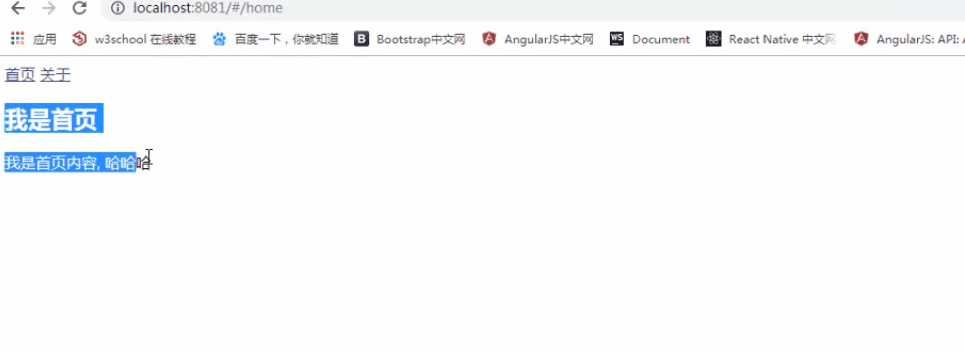 localhost:8081/#/home
应用 w3school 在线教程 百度一下，你就知道 B Bootstrap中文网 AngularJS中文网 WS Document React Native 中文网 AngularJS: API:
首页 关于
我是首页
我是首页内容, 哈哈哈